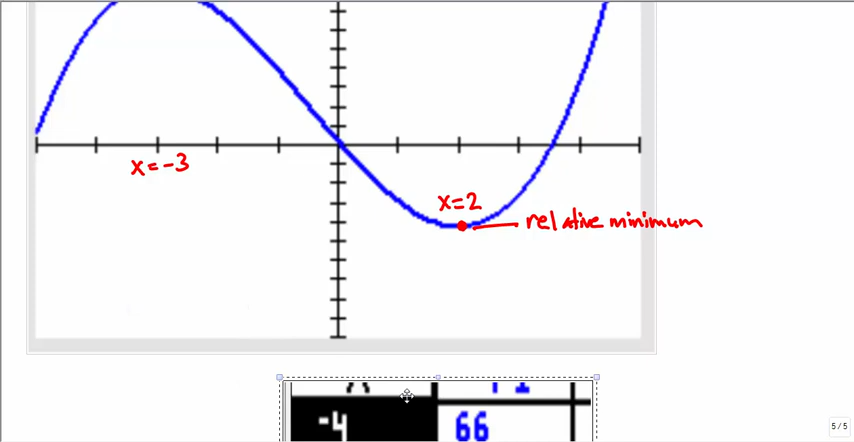 x=-3
x=2
relative minimum
-4 66
5/5